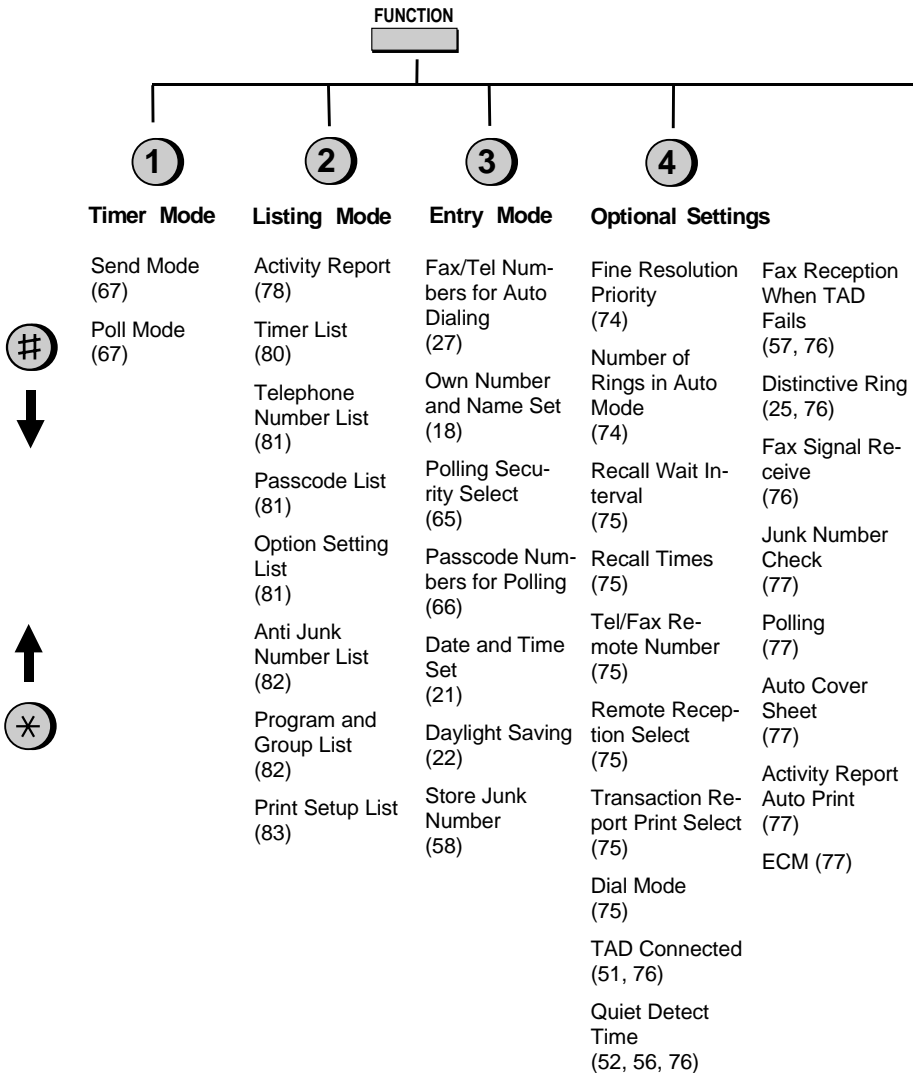 FUNCTION
1
2
3
4
Timer Mode
Listing Mode
Entry Mode
Optional Settings
Send Mode
(67)
Poll Mode
(67)
#
*
Activity Report
(78)
Timer List
(80)
Telephone
Number List
(81)
Passcode List
(81)
Option Setting
List
(81)
Anti Junk
Number List
(82)
Program and
Group List
(82)
Print Setup List
(83)
Fax/Tel Num-
bers for Auto
Dialing
(27)
Own Number
and Name Set
(18)
Polling Secu-
rity Select
(65)
Passcode Num-
bers for Polling
(66)
Date and Time
Set
(21)
Daylight Saving
(22)
Store Junk
Number
(58)
Fine Resolution
Priority
(74)
Number of
Rings in Auto
Mode
(74)
Recall Wait In-
terval
(75)
Recall Times
(75)
Tel/Fax Re-
mote Number
(75)
Remote Recep-
tion Select
(75)
Transaction Re-
port Print Select
(75)
Dial Mode
(75)
TAD Connected
(51, 76)
Quiet Detect
Time
(52, 56, 76)
Fax Reception
When TAD
Fails
(57, 76)
Distinctive Ring
(25, 76)
Fax Signal Re-
ceive
(76)
Junk Number
Check
(77)
Polling
(77)
Auto Cover
Sheet
(77)
Activity Report
Auto Print
(77)
ECM (77)